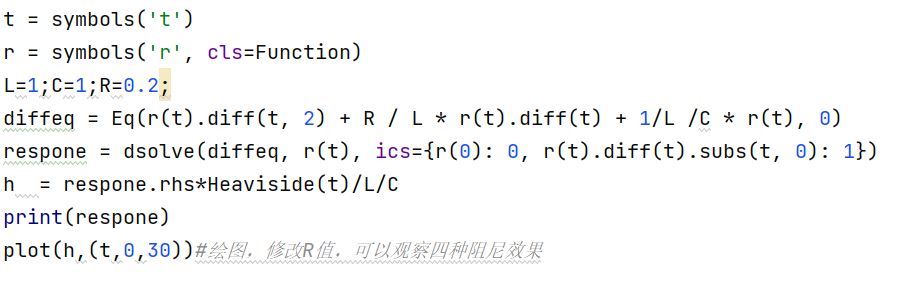 t = symbols('t')
r = symbols('r', cls=Function)
L=1;C=1;R=0.2;
diffeq = Eq(r(t).diff(t, 2) + R / L * r(t).diff(t) + 1/L /C * r(t), 0)
respone = dsolve(diffeq, r(t), ics={r(0): 0, r(t).diff(t).subs(t, 0): 1})
h  = respone.rhs*Heaviside(t)/L/C
print(respone)
plot(h,(t,0,30))#绘图，修改R值，可以观察四种阻尼效果